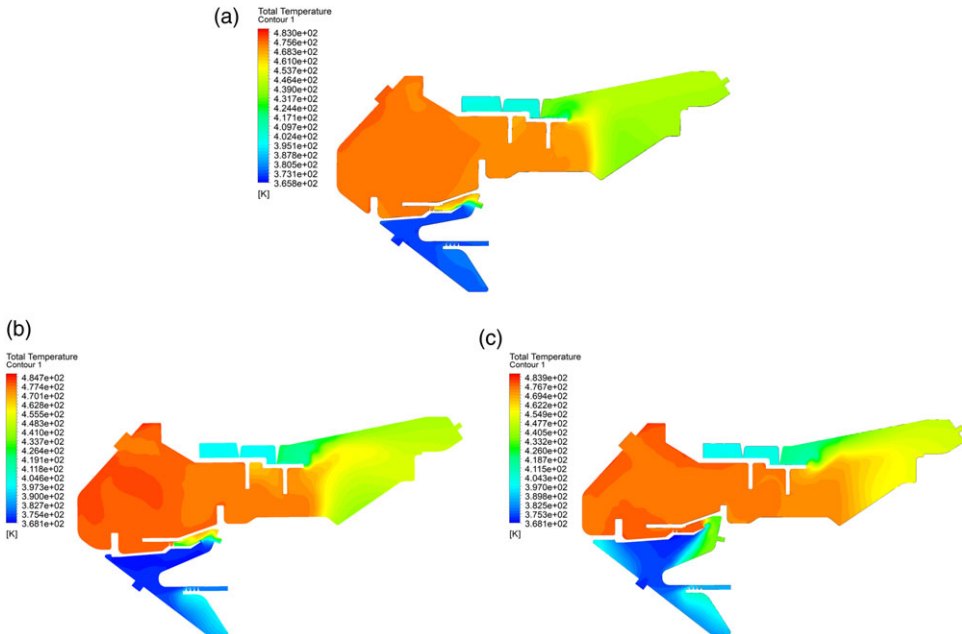 (a)
Total Temperature
Contour 1
4.830e+02
4.756e+02
4.683e+02
4.610e+02
4.537e+02
4.464e+02
4.390e+02
4.317e+02
4.244e+02
4.171e+02
4.097e+02
4.024e+02
3.951e+02
3.878e+02
3.805e+02
3.731e+02
3.658e+02
[K]
(b)
Total Temperature
Contour 1
4.847e+02
4.774e+02
4.701e+02
4.628e+02
4.555e+02
4.483e+02
4.410e+02
4.337e+02
4.264e+02
4.191e+02
4.118e+02
4.046e+02
3.973e+02
3.900e+02
3.827e+02
3.754e+02
3.681e+02
[K]
(c)
Total Temperature
Contour 1
4.839e+02
4.767e+02
4.694e+02
4.622e+02
4.549e+02
4.477e+02
4.405e+02
4.332e+02
4.260e+02
4.187e+02
4.115e+02
4.043e+02
3.970e+02
3.898e+02
3.825e+02
3.753e+02
3.681e+02
[K]